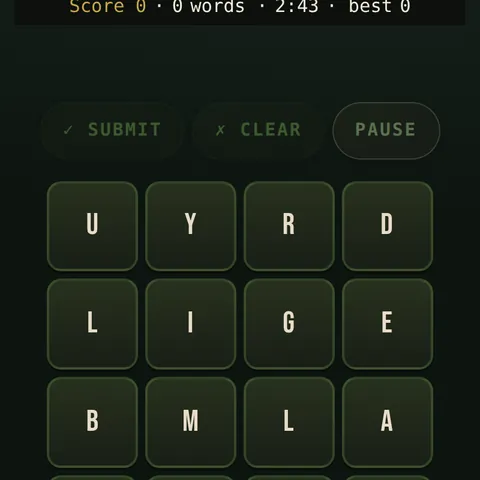 Score 0 · 0 words · 2:43 · best 0
✓ SUBMIT ✗ CLEAR PAUSE
U Y R D
L I G E
B M L A